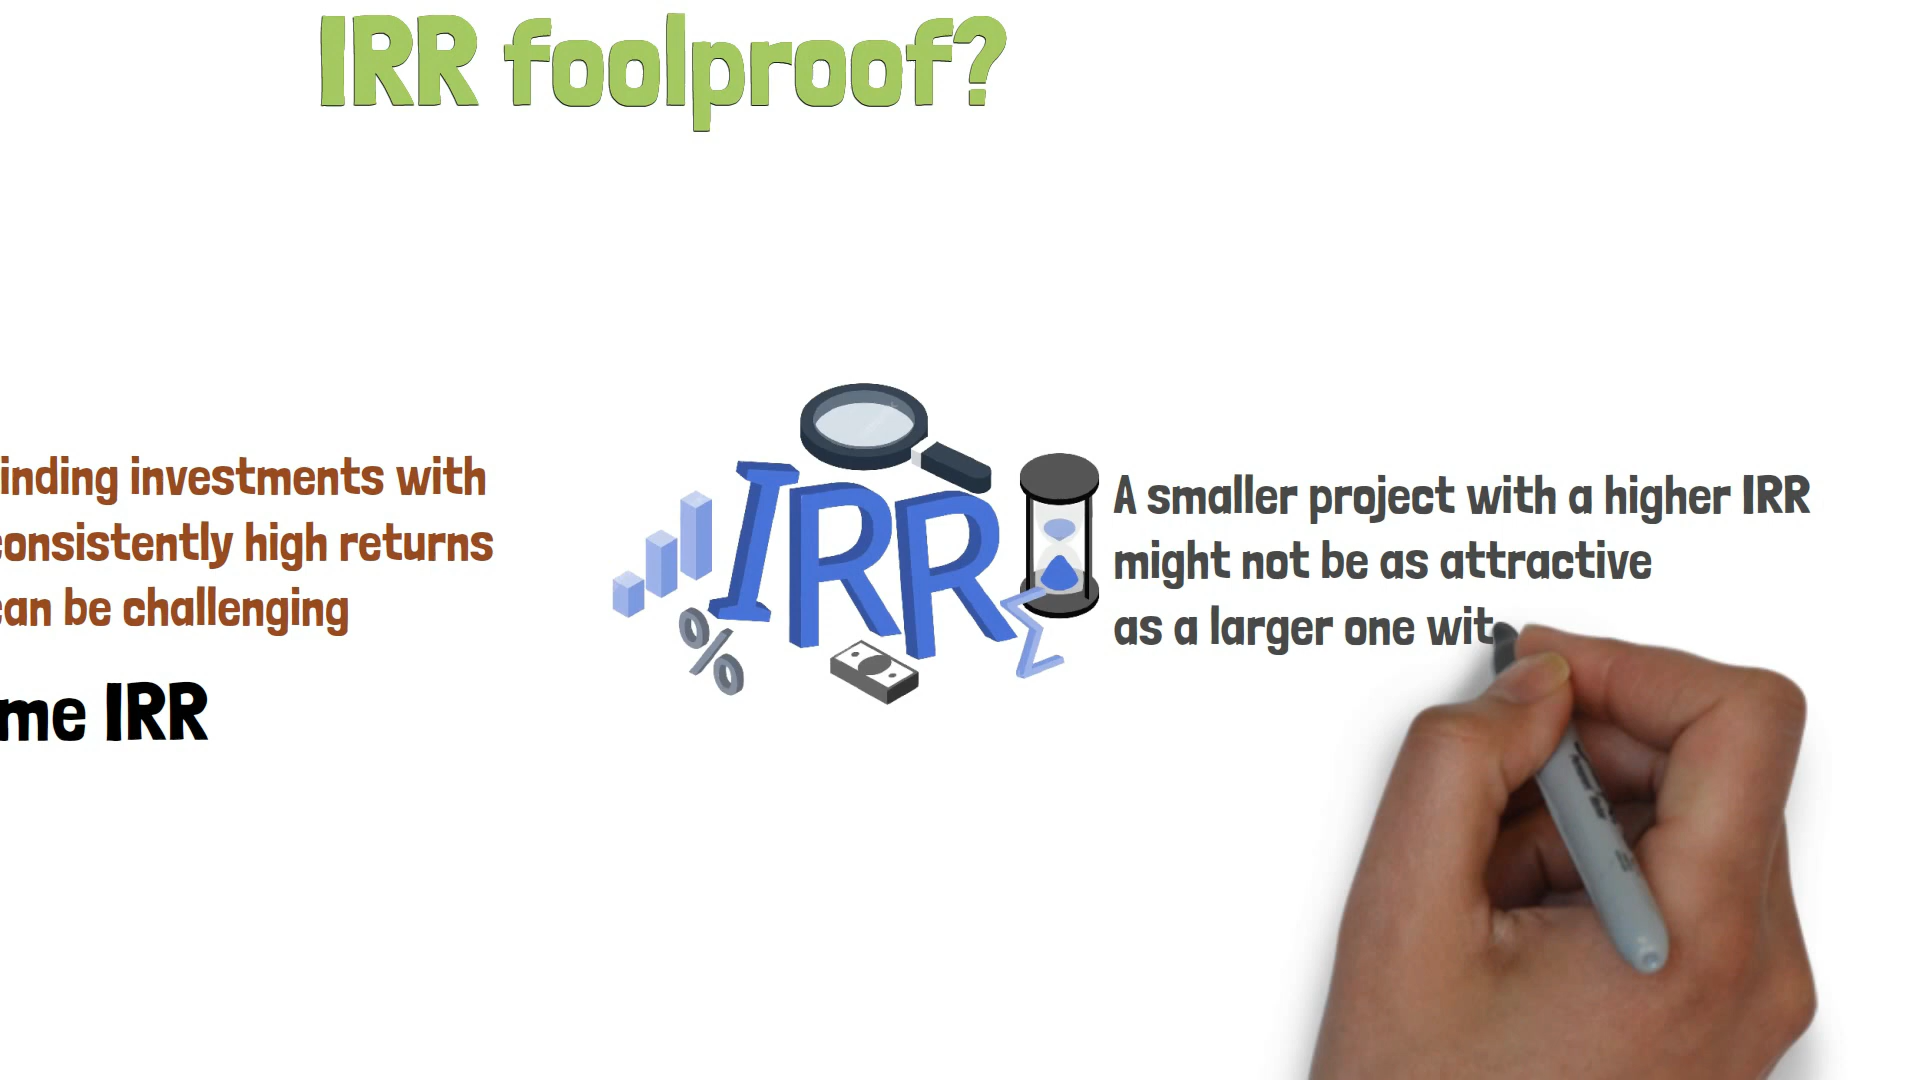 IRR foolproof?
inding investments with
consistently high returns
can be challenging
me IRR
IRR
%
A smaller project with a higher IRR
might not be as attractive
as a larger one wit